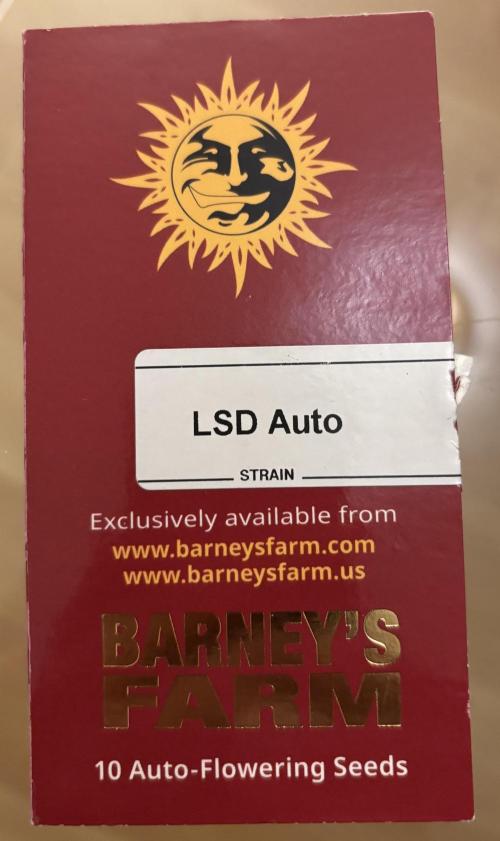 LSD Auto
STRAIN
Exclusively available from
www.barneysfarm.com
www.barneysfarm.us
BARNEY'S
FARM
10 Auto-Flowering Seeds